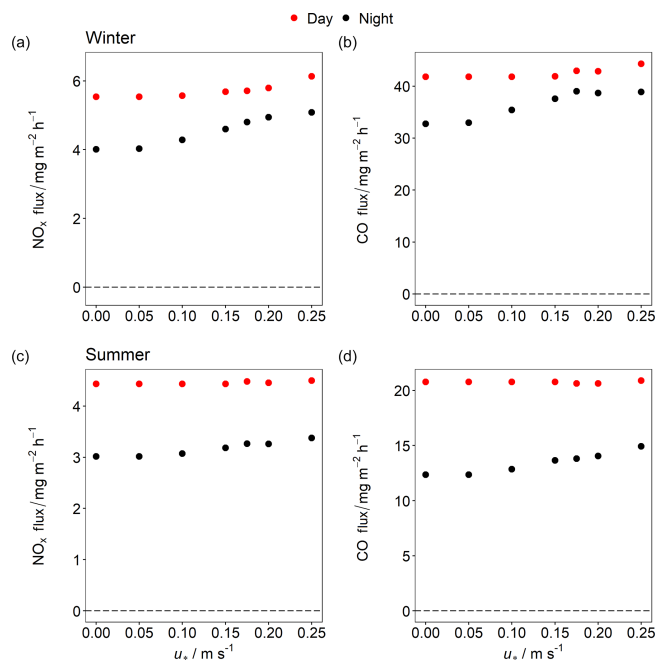 Day Night
(a) Winter (b)
NOₓ flux/mg m⁻² h⁻¹
6
4
2
0
0.00 0.05 0.10 0.15 0.20 0.25
CO flux/mg m⁻² h⁻¹
40
30
20
10
0
0.00 0.05 0.10 0.15 0.20 0.25
(c) Summer (d)
NOₓ flux/mg m⁻² h⁻¹
4
3
2
1
0
0.00 0.05 0.10 0.15 0.20 0.25
u* / m s⁻¹
CO flux/mg m⁻² h⁻¹
20
15
10
5
0
0.00 0.05 0.10 0.15 0.20 0.25
u* / m s⁻¹